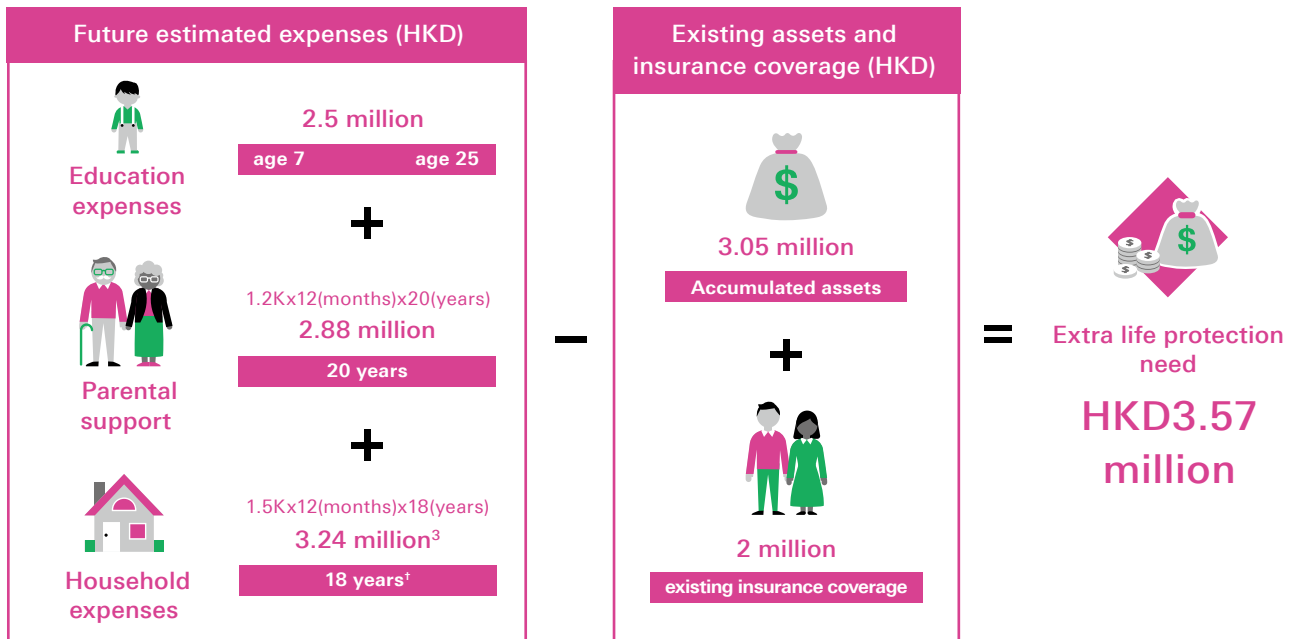 Future estimated expenses (HKD)
Education
expenses
2.5 million
age 7 age 25
+
Parental
support
1.2Kx12(months)x20(years)
2.88 million
20 years
+
Household
expenses
1.5Kx12(months)x18(years)
3.24 million³
18 years†
−
Existing assets and
insurance coverage (HKD)
$
3.05 million
Accumulated assets
+
2 million
existing insurance coverage
=
$
$
$
$
Extra life protection
need
HKD3.57
million